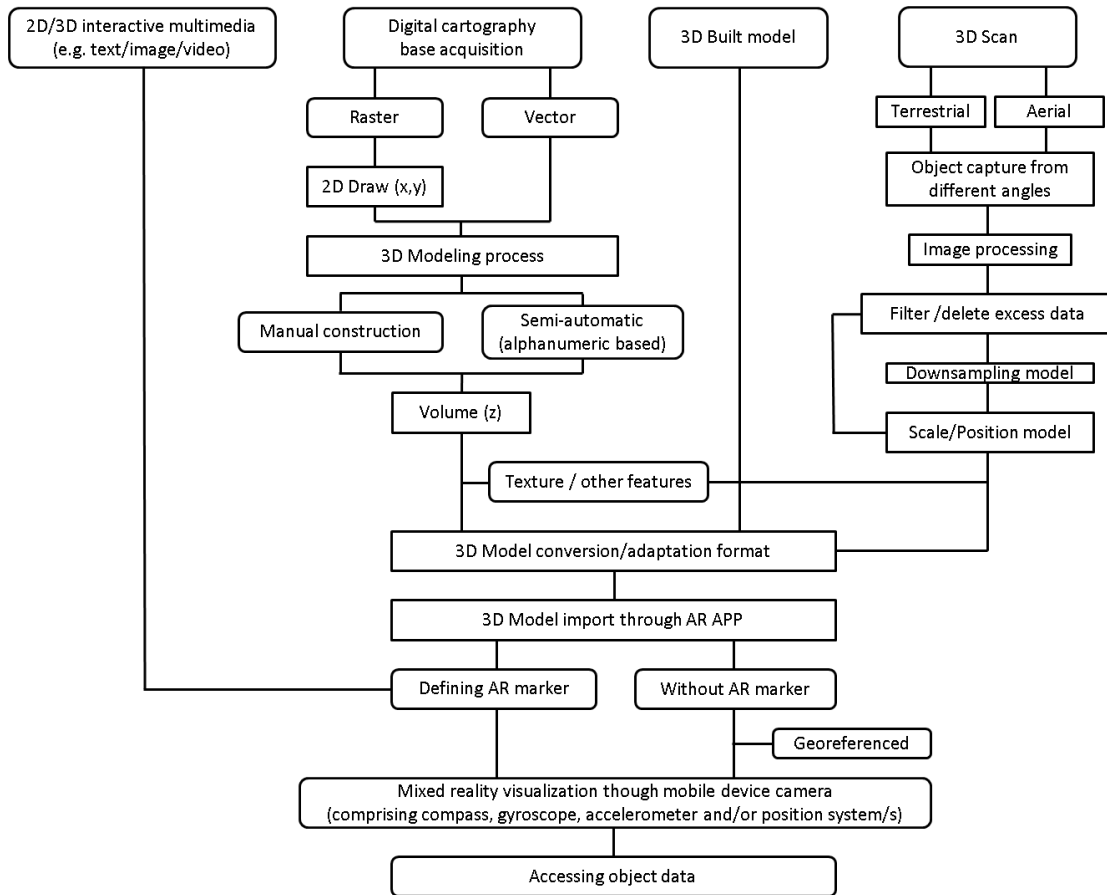 2D/3D interactive multimedia
(e.g. text/image/video)
Digital cartography
base acquisition
3D Built model
3D Scan
Raster
Vector
Terrestrial
Aerial
2D Draw (x,y)
Object capture from
different angles
3D Modeling process
Image processing
Manual construction
Semi-automatic
(alphanumeric based)
Filter /delete excess data
Downsampling model
Volume (z)
Scale/Position model
Texture / other features
3D Model conversion/adaptation format
3D Model import through AR APP
Defining AR marker
Without AR marker
Georeferenced
Mixed reality visualization though mobile device camera
(comprising compass, gyroscope, accelerometer and/or position system/s)
Accessing object data